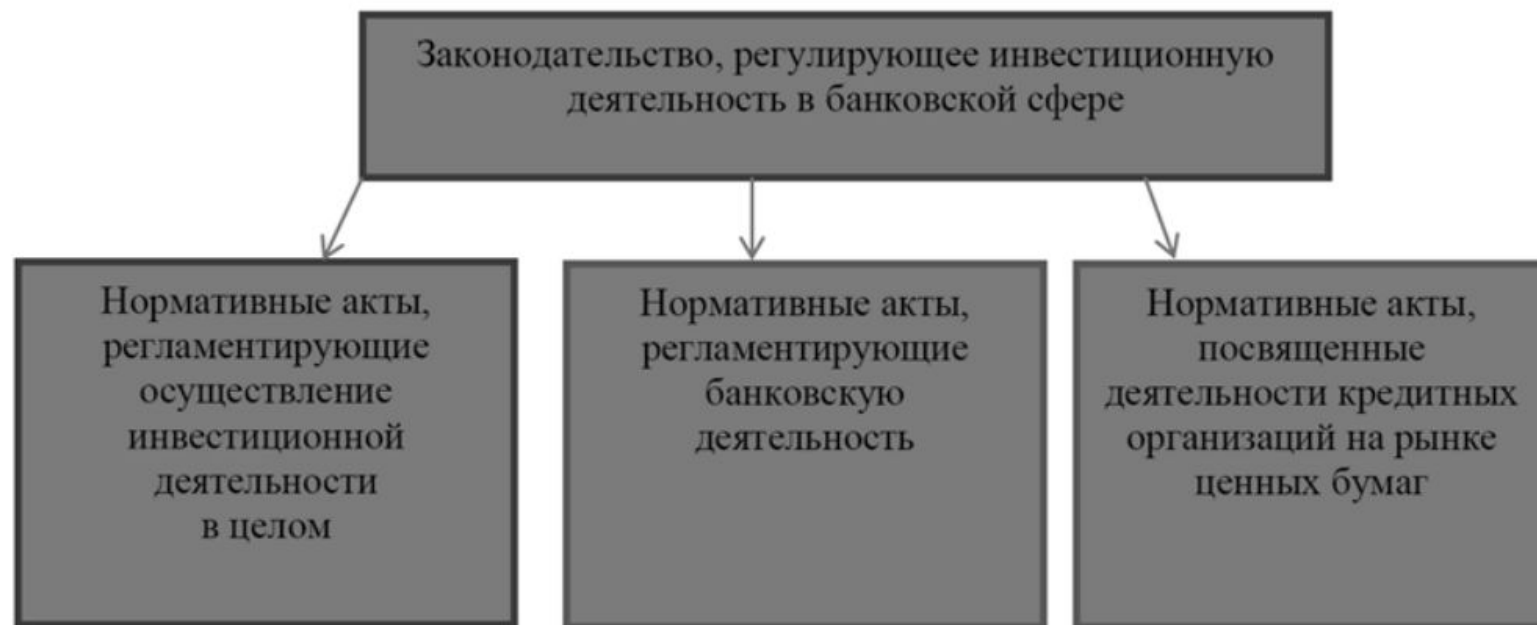 Законодательство, регулирующее инвестиционную
деятельность в банковской сфере
Нормативные акты,
регламентирующие
осуществление
инвестиционной
деятельности
в целом
Нормативные акты,
регламентирующие
банковскую
деятельность
Нормативные акты,
посвященные
деятельности кредитных
организаций на рынке
ценных бумаг